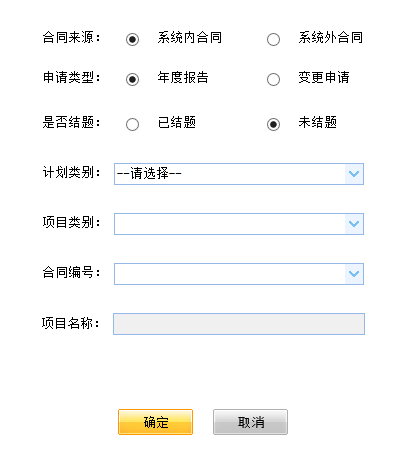 合同来源： 系统内合同 系统外合同
申请类型： 年度报告 变更申请
是否结题： 已结题 未结题
计划类别： --请选择--
项目类别：
合同编号：
项目名称：
确定 取消